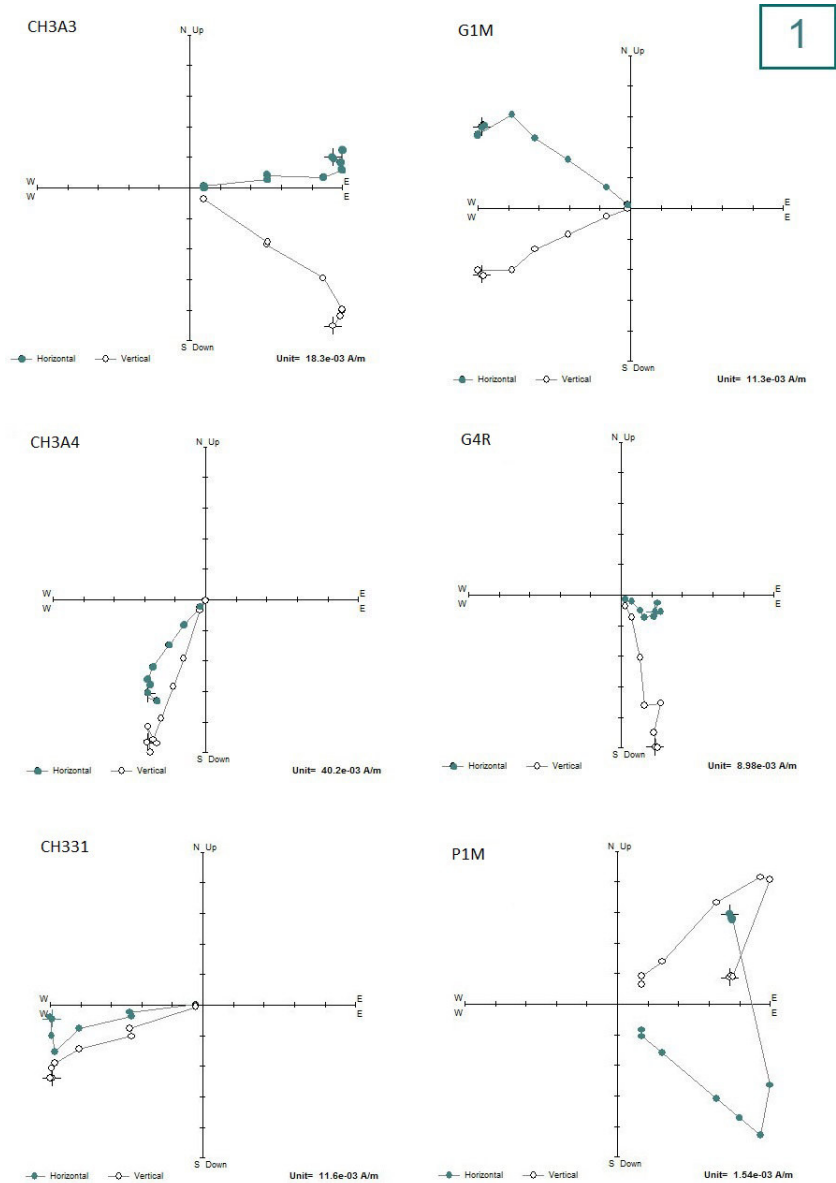 1
CH3A3
N Up
W E
W E
S Down
Horizontal Vertical Unit= 18.3e-03 A/m
G1M
N Up
W E
W E
S Down
Horizontal Vertical Unit= 11.3e-03 A/m
CH3A4
N Up
W E
W E
S Down
Horizontal Vertical Unit= 40.2e-03 A/m
G4R
N Up
W E
W E
S Down
Horizontal Vertical Unit= 8.98e-03 A/m
CH331
N Up
W E
W E
S Down
Horizontal Vertical Unit= 11.6e-03 A/m
P1M
N Up
W E
W E
S Down
Horizontal Vertical Unit= 1.54e-03 A/m